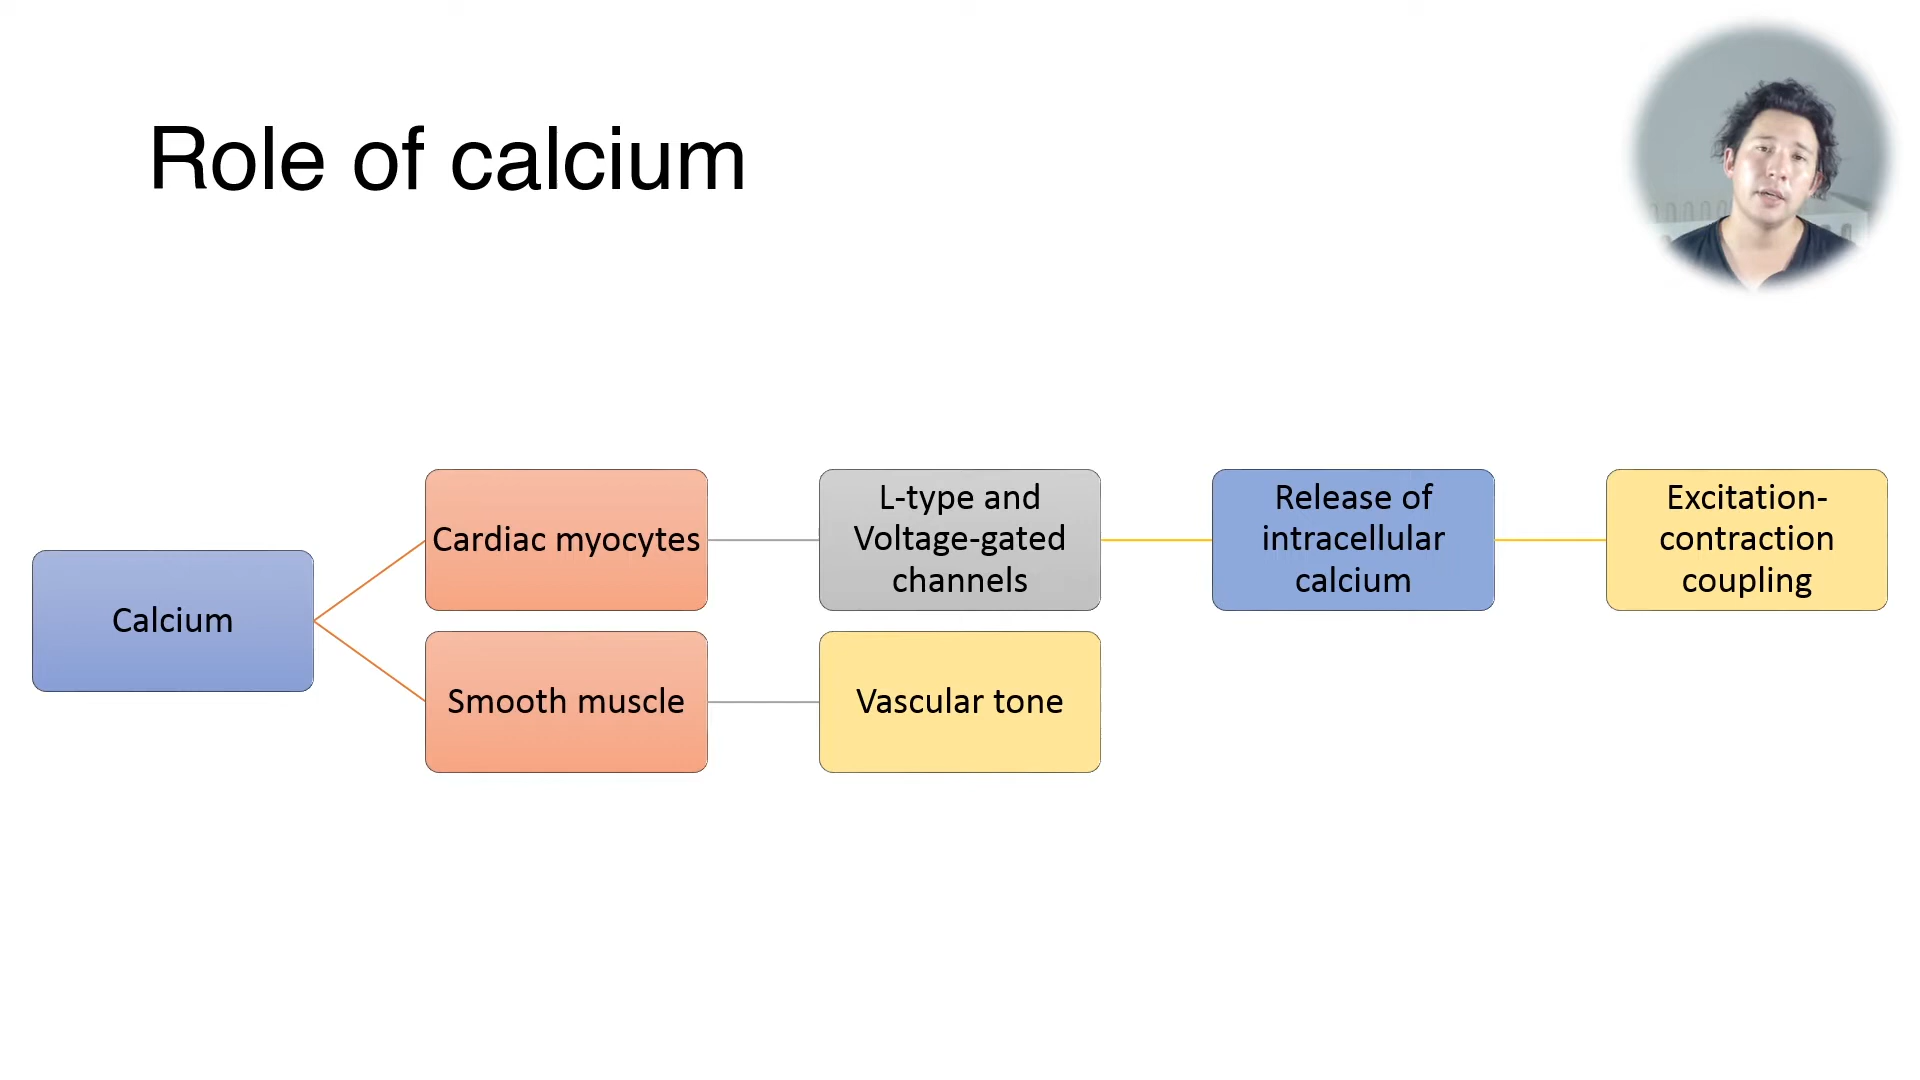 Role of calcium
Calcium
Cardiac myocytes
L-type and
Voltage-gated
channels
Release of
intracellular
calcium
Excitation-
contraction
coupling
Smooth muscle
Vascular tone